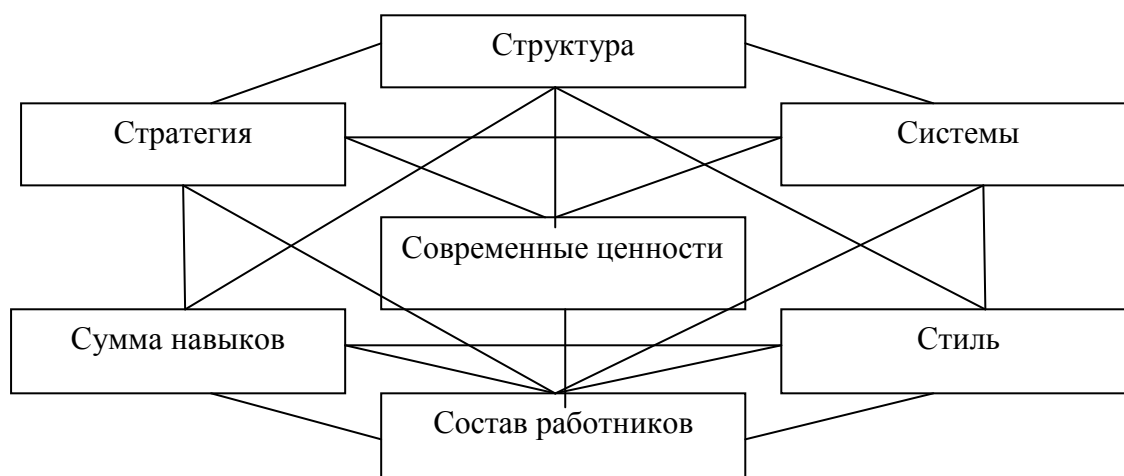 Структура
Стратегия
Системы
Современные ценности
Сумма навыков
Стиль
Состав работников